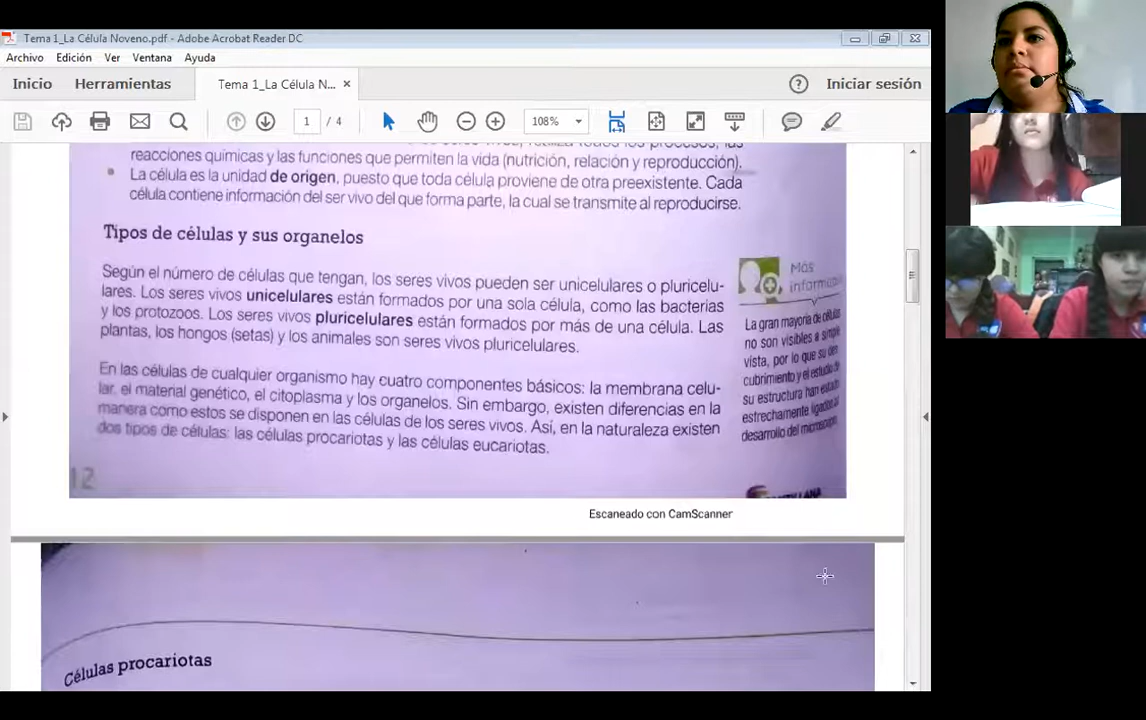 Tema 1_La Célula Noveno.pdf - Adobe Acrobat Reader DC
Archivo Edición Ver Ventana Ayuda
Inicio Herramientas Tema 1_La Célula N... × ? Iniciar sesión
1 / 4 108%
reacciones químicas y las funciones que permiten la vida (nutrición, relación y reproducción).
• La célula es la unidad de origen, puesto que toda célula proviene de otra preexistente. Cada
célula contiene información del ser vivo del que forma parte, la cual se transmite al reproducirse.
Tipos de células y sus organelos
Según el número de células que tengan, los seres vivos pueden ser unicelulares o pluricelu-
lares. Los seres vivos unicelulares están formados por una sola célula, como las bacterias
y los protozoos. Los seres vivos pluricelulares están formados por más de una célula. Las
plantas, los hongos (setas) y los animales son seres vivos pluricelulares.
En las células de cualquier organismo hay cuatro componentes básicos: la membrana celu-
lar, el material genético, el citoplasma y los organelos. Sin embargo, existen diferencias en la
manera como estos se disponen en las células de los seres vivos. Así, en la naturaleza existen
dos tipos de células: las células procariotas y las células eucariotas.
Más
La gran mayoría de células
no son visibles a simple
vista, por lo que su des-
cubrimiento y el estudio de
su estructura han estado
estrechamente ligados al
desarrollo del
12
SANTILLANA
Escaneado con CamScanner
Células procariotas